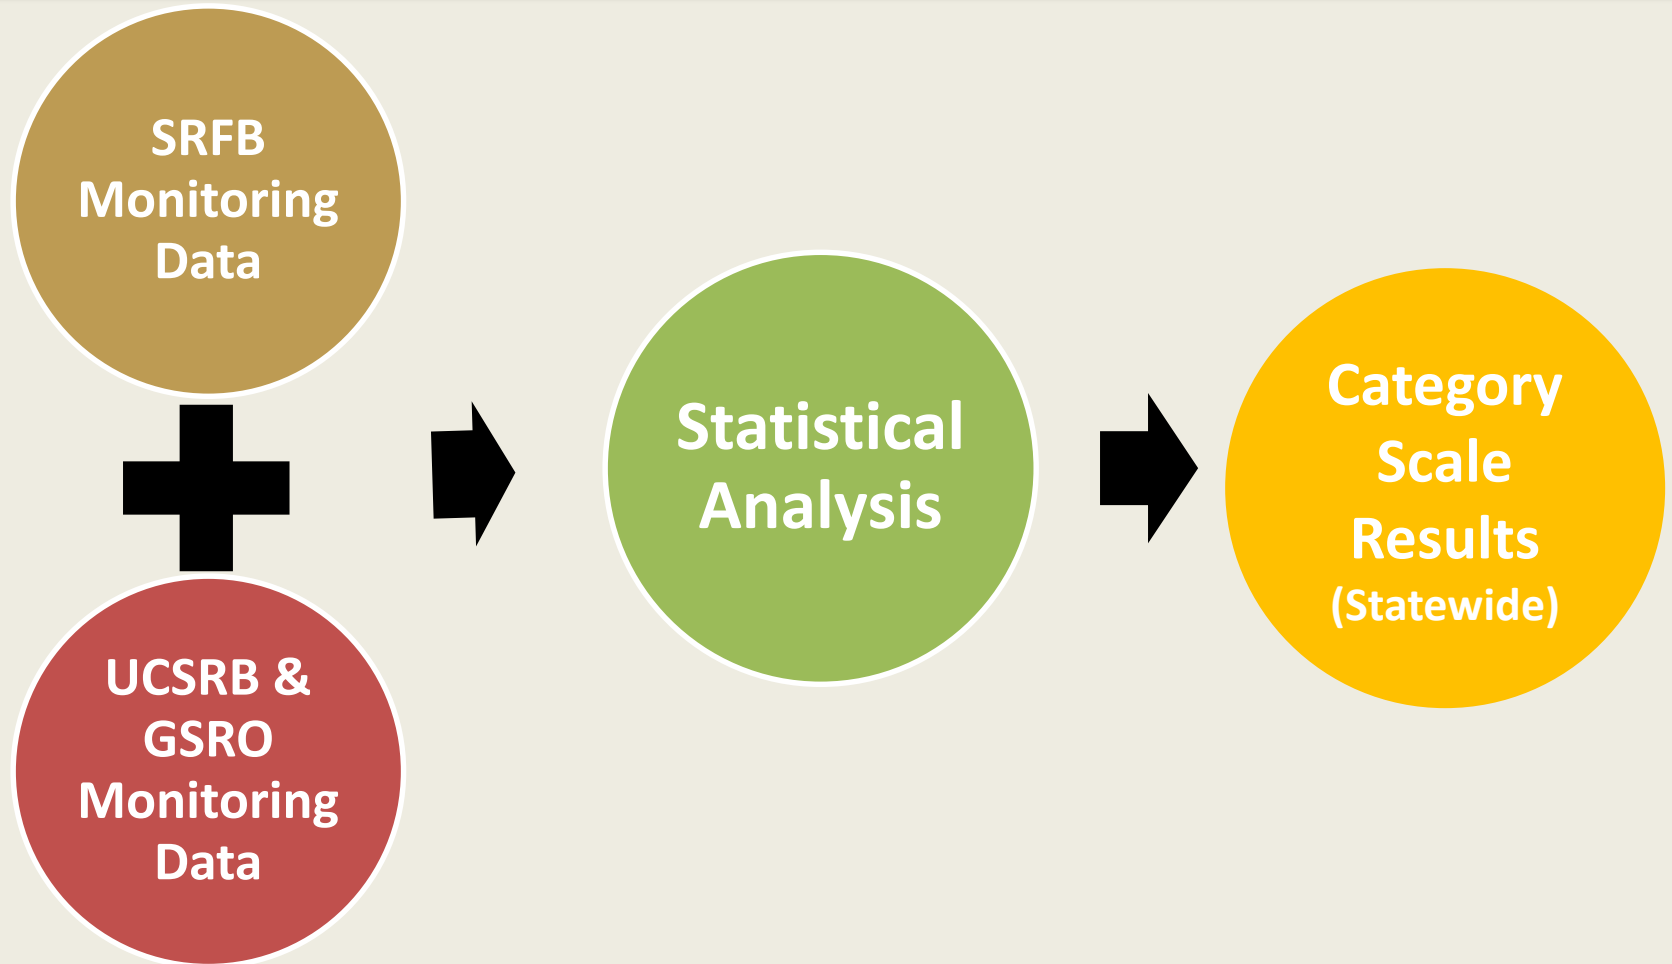 SRFB
Monitoring
Data
UCSRB &
GSRO
Monitoring
Data
Statistical
Analysis
Category
Scale
Results
(Statewide)